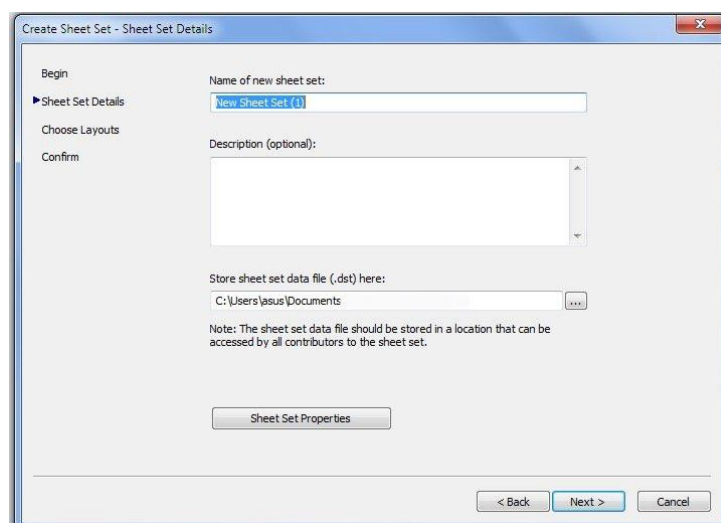 Create Sheet Set - Sheet Set Details
Begin
Sheet Set Details
Choose Layouts
Confirm
Name of new sheet set:
New Sheet Set (1)
Description (optional):
Store sheet set data file (.dst) here:
C:\Users\asus\Documents
...
Note: The sheet set data file should be stored in a location that can be
accessed by all contributors to the sheet set.
Sheet Set Properties
< Back
Next >
Cancel